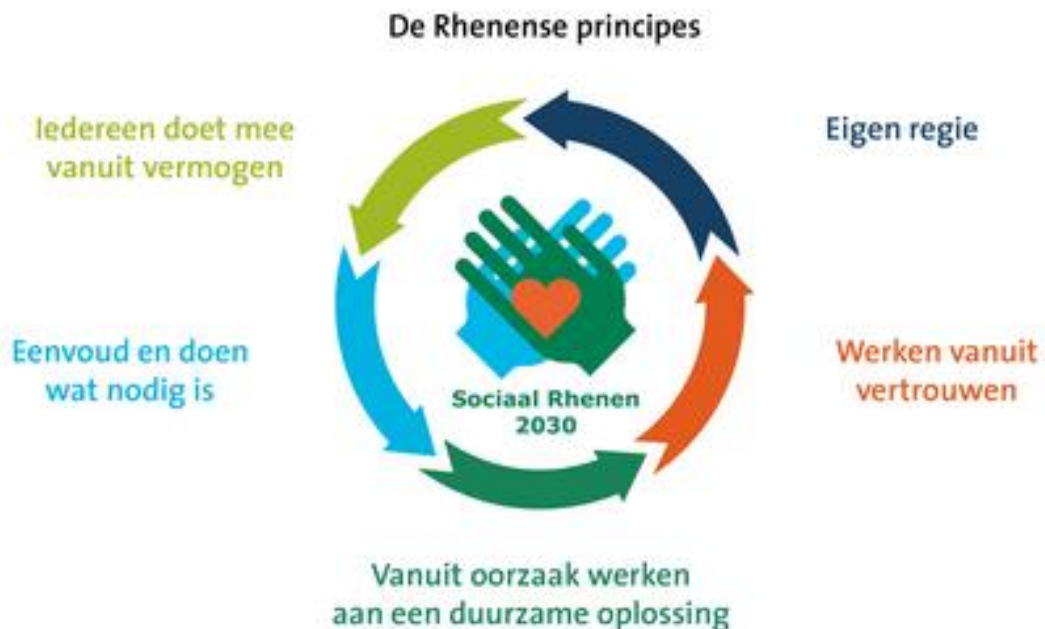 De Rhenense principes
Iedereen doet mee
vanuit vermogen
Eigen regie
Eenvoud en doen
wat nodig is
Werken vanuit
vertrouwen
Sociaal Rhenen
2030
Vanuit oorzaak werken
aan een duurzame oplossing